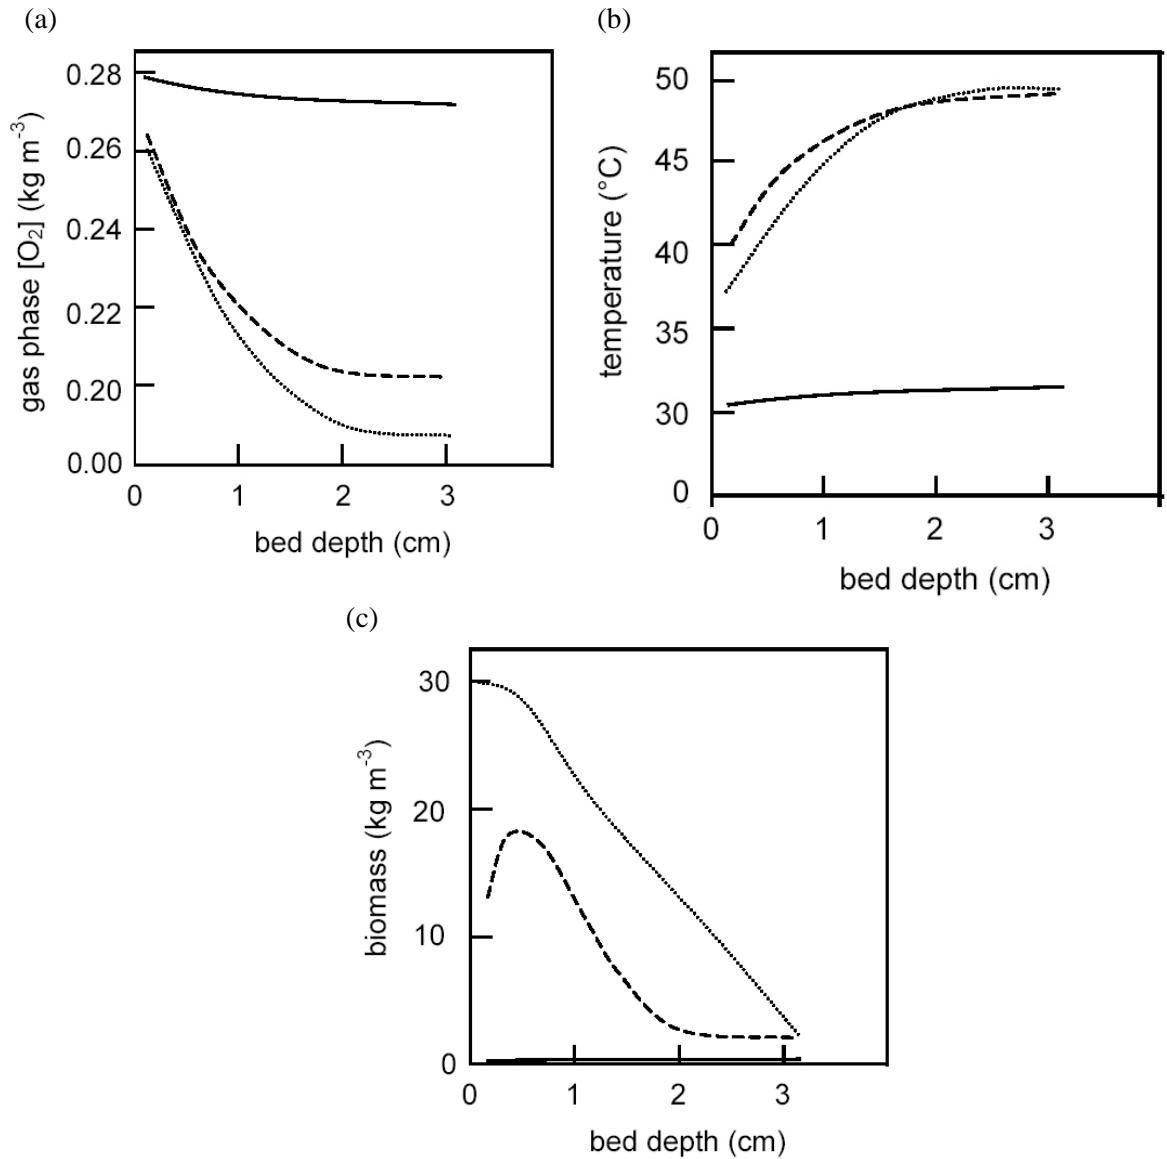 (a)
0.28
0.26
0.24
0.22
0.20
0.00
gas phase [O₂] (kg m⁻³)
0 1 2 3
bed depth (cm)
(b)
50
45
40
35
30
0
temperature (°C)
0 1 2 3
bed depth (cm)
(c)
30
20
10
0
biomass (kg m⁻³)
0 1 2 3
bed depth (cm)